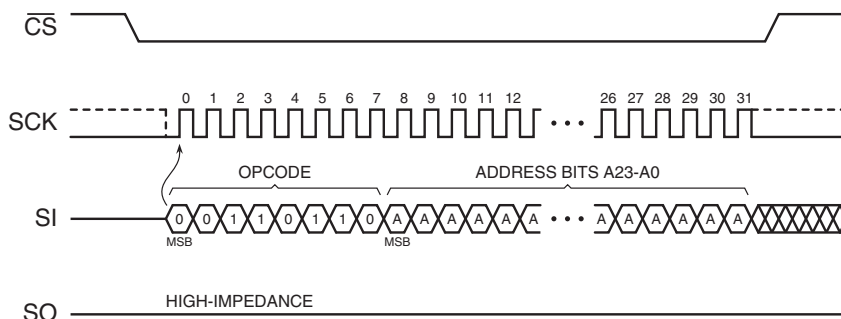 CS
0 1 2 3 4 5 6 7 8 9 10 11 12 26 27 28 29 30 31
SCK
OPCODE ADDRESS BITS A23-A0
SI 0 0 1 1 0 1 1 0 A A A A A A A A A A A A
MSB MSB
HIGH-IMPEDANCE
SO